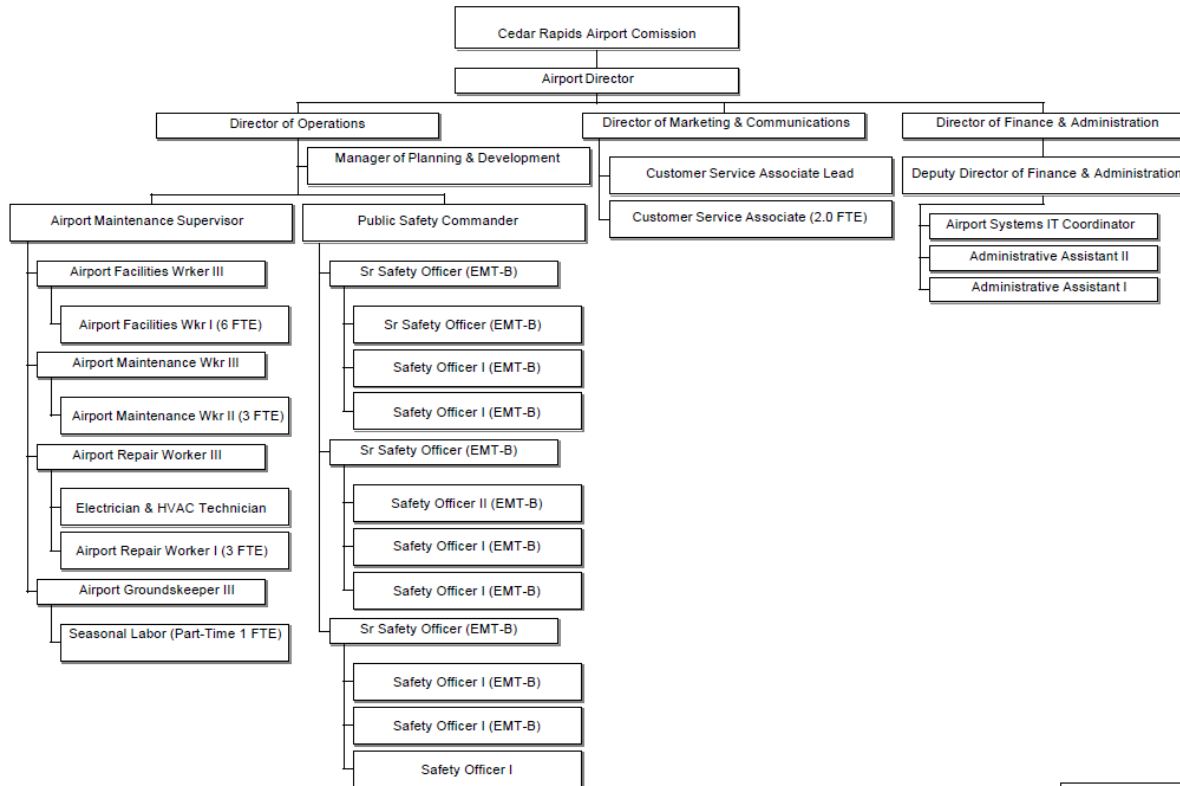 Cedar Rapids Airport Comission
Airport Director
Director of Operations
Director of Marketing & Communications
Director of Finance & Administration
Manager of Planning & Development
Customer Service Associate Lead
Deputy Director of Finance & Administration
Airport Maintenance Supervisor
Public Safety Commander
Customer Service Associate (2.0 FTE)
Airport Systems IT Coordinator
Administrative Assistant II
Administrative Assistant I
Airport Facilities Wrker III
Airport Facilities Wkr I (6 FTE)
Airport Maintenance Wkr III
Airport Maintenance Wkr II (3 FTE)
Airport Repair Worker III
Electrician & HVAC Technician
Airport Repair Worker I (3 FTE)
Airport Groundskeeper III
Seasonal Labor (Part-Time 1 FTE)
Sr Safety Officer (EMT-B)
Sr Safety Officer (EMT-B)
Safety Officer I (EMT-B)
Safety Officer I (EMT-B)
Sr Safety Officer (EMT-B)
Safety Officer II (EMT-B)
Safety Officer I (EMT-B)
Safety Officer I (EMT-B)
Sr Safety Officer (EMT-B)
Safety Officer I (EMT-B)
Safety Officer I (EMT-B)
Safety Officer I